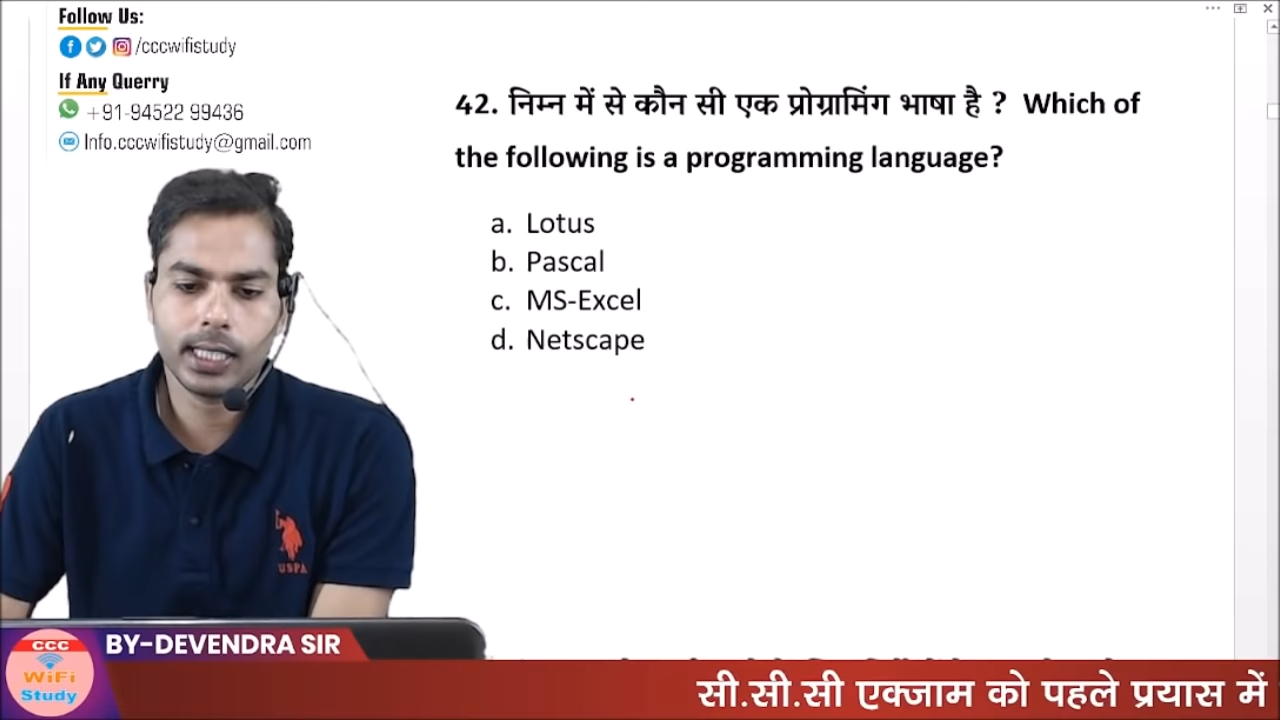 Follow Us:
/cccwifistudy
If Any Querry
+91-94522 99436
Info.cccwifistudy@gmail.com
42. निम्न में से कौन सी एक प्रोग्रामिंग भाषा है ? Which of
the following is a programming language?
a. Lotus
b. Pascal
c. MS-Excel
d. Netscape
USPA
BY-DEVENDRA SIR
CCC
WiFi
Study
सी.सी.सी एक्जाम को पहले प्रयास में